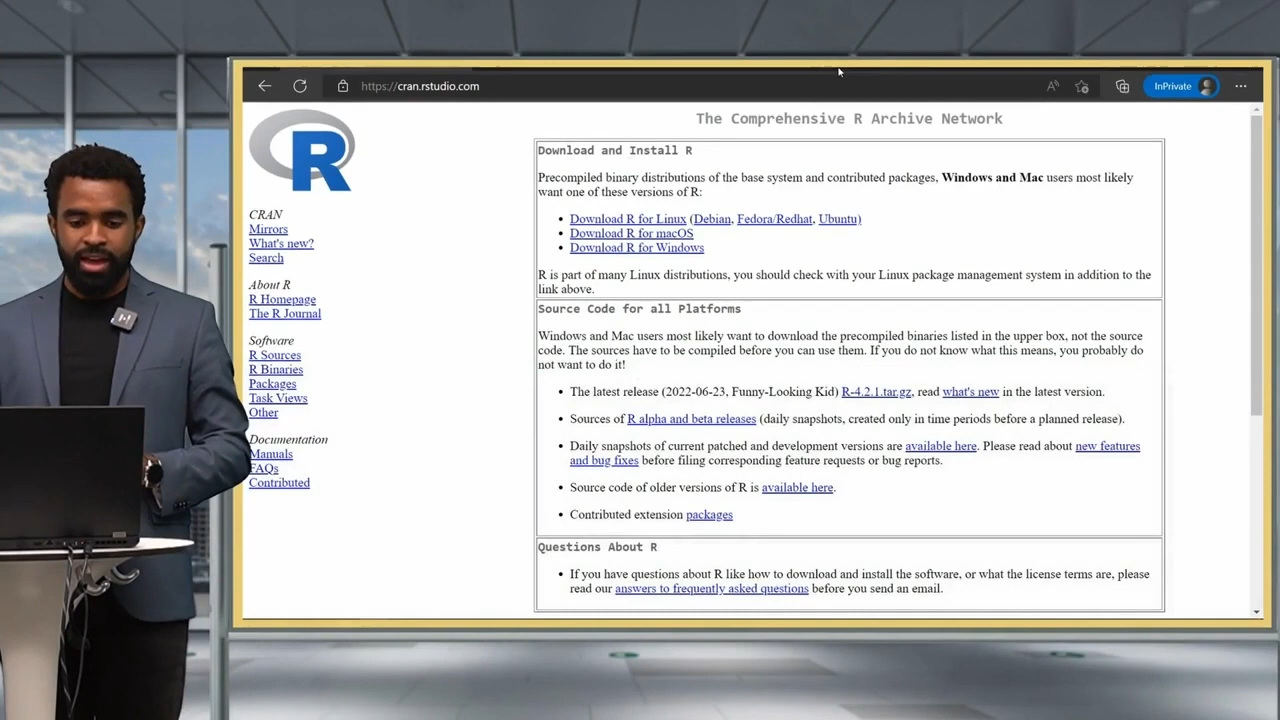 https://cran.rstudio.com
InPrivate
The Comprehensive R Archive Network
R
CRAN
Mirrors
What's new?
Search
About R
R Homepage
The R Journal
Software
R Sources
R Binaries
Packages
Task Views
Other
Documentation
Manuals
FAQs
Contributed
Download and Install R
Precompiled binary distributions of the base system and contributed packages, Windows and Mac users most likely
want one of these versions of R:
• Download R for Linux (Debian, Fedora/Redhat, Ubuntu)
• Download R for macOS
• Download R for Windows
R is part of many Linux distributions, you should check with your Linux package management system in addition to the
link above.
Source Code for all Platforms
Windows and Mac users most likely want to download the precompiled binaries listed in the upper box, not the source
code. The sources have to be compiled before you can use them. If you do not know what this means, you probably do
not want to do it!
• The latest release (2022-06-23, Funny-Looking Kid) R-4.2.1.tar.gz, read what's new in the latest version.
• Sources of R alpha and beta releases (daily snapshots, created only in time periods before a planned release).
• Daily snapshots of current patched and development versions are available here. Please read about new features
and bug fixes before filing corresponding feature requests or bug reports.
• Source code of older versions of R is available here.
• Contributed extension packages
Questions About R
• If you have questions about R like how to download and install the software, or what the license terms are, please
read our answers to frequently asked questions before you send an email.